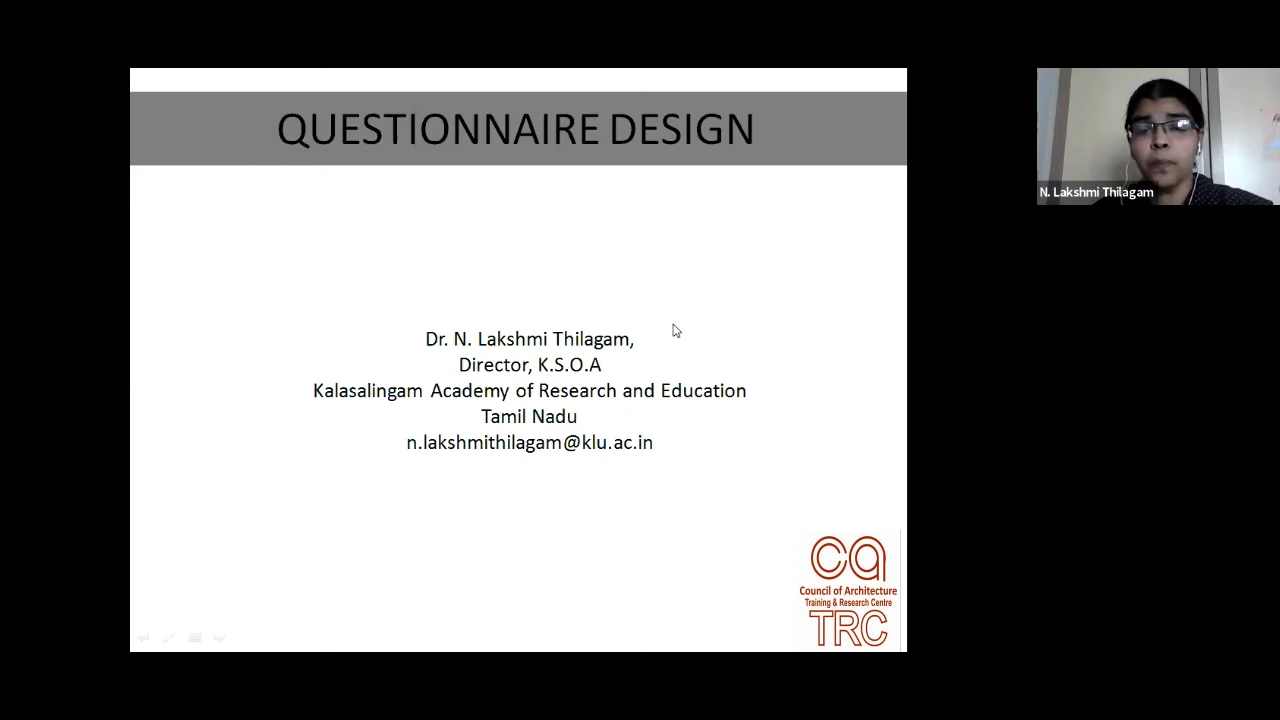 QUESTIONNAIRE DESIGN
N. Lakshmi Thilagam
Dr. N. Lakshmi Thilagam,
Director, K.S.O.A
Kalasalingam Academy of Research and Education
Tamil Nadu
n.lakshmithilagam@klu.ac.in
ca
Council of Architecture
Training & Research Centre
TRC